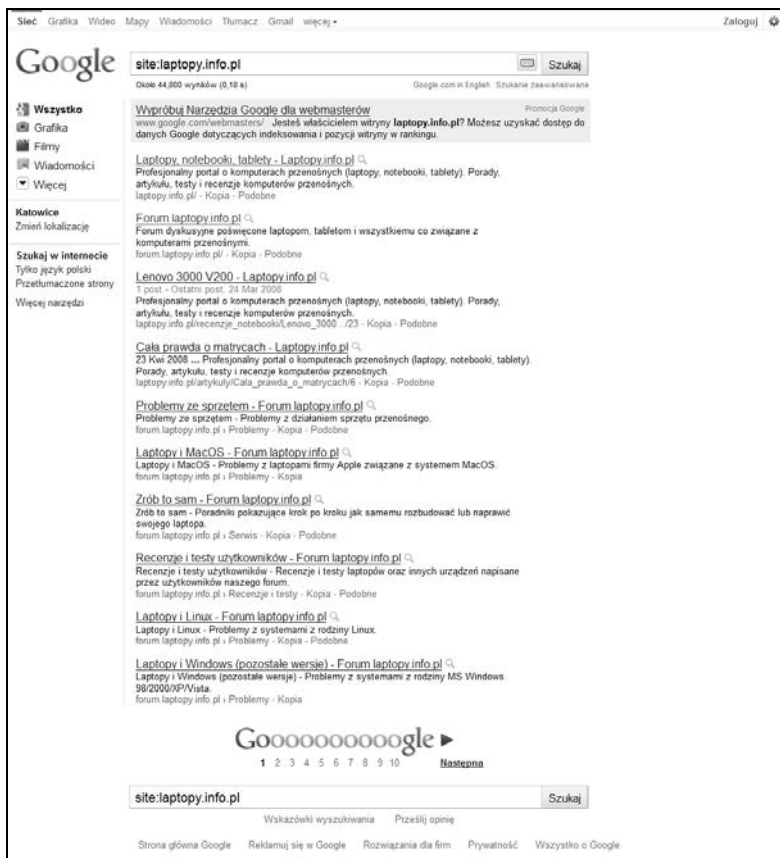 Sieć Grafika Wideo Mapy Wiadomości Tłumacz Gmail więcej
Zaloguj
Google
site:laptopy.info.pl
Szukaj
Około 44,800 wyników (0,18 s)
Google.com in English Szukanie zaawansowane
Wszystko
Grafika
Filmy
Wiadomości
Więcej
Katowice
Zmień lokalizację
Szukaj w internecie
Tylko język polski
Przetłumaczone strony
Więcej narzędzi
Wypróbuj Narzędzia Google dla webmasterów
Promocja Google
www.google.com/webmasters/ Jesteś właścicielem witryny laptopy.info.pl? Możesz uzyskać dostęp do
danych Google dotyczących indeksowania i pozycji witryny w rankingu.
Laptopy, notebooki, tablety - Laptopy.info.pl
Profesjonalny portal o komputerach przenośnych (laptopy, notebooki, tablety). Porady,
artykułu, testy i recenzje komputerów przenośnych.
laptopy.info.pl/ - Kopia - Podobne
Forum laptopy.info.pl
Forum dyskusyjne poświęcone laptopom, tabletom i wszystkiemu co związane z
komputerami przenośnymi.
forum.laptopy.info.pl/ - Kopia - Podobne
Lenovo 3000 V200 - Laptopy.info.pl
1 post - Ostatni post: 24 Mar 2008
Profesjonalny portal o komputerach przenośnych (laptopy, notebooki, tablety). Porady,
artykułu, testy i recenzje komputerów przenośnych.
laptopy.info.pl/recenzje_notebooki/Lenovo_3000.../23 - Kopia - Podobne
Cała prawda o matrycach - Laptopy.info.pl
23 Kwi 2008 ... Profesjonalny portal o komputerach przenośnych (laptopy, notebooki, tablety).
Porady, artykułu, testy i recenzje komputerów przenośnych.
laptopy.info.pl/artykuly/Cala_prawda_o_matrycach/6 - Kopia - Podobne
Problemy ze sprzętem - Forum laptopy.info.pl
Problemy ze sprzętem - Problemy z działaniem sprzętu przenośnego.
forum.laptopy.info.pl › Problemy - Kopia - Podobne
Laptopy i MacOS - Forum laptopy.info.pl
Laptopy i MacOS - Problemy z laptopami firmy Apple związane z systemem MacOS.
forum.laptopy.info.pl › Problemy - Kopia
Zrób to sam - Forum laptopy.info.pl
Zrób to sam - Poradniki pokazujące krok po kroku jak samemu rozbudować lub naprawić
swojego laptopa.
forum.laptopy.info.pl › Serwis - Kopia - Podobne
Recenzje i testy użytkowników - Forum laptopy.info.pl
Recenzje i testy użytkowników - Recenzje i testy laptopów oraz innych urządzeń napisane
przez użytkowników naszego forum.
forum.laptopy.info.pl › Recenzje i testy - Kopia - Podobne
Laptopy i Linux - Forum laptopy.info.pl
Laptopy i Linux - Problemy z systemami z rodziny Linux.
forum.laptopy.info.pl › Problemy - Kopia - Podobne
Laptopy i Windows (pozostałe wersje) - Forum laptopy.info.pl
Laptopy i Windows (pozostałe wersje) - Problemy z systemami z rodziny MS Windows
98/2000/XP/Vista.
forum.laptopy.info.pl › Problemy - Kopia
Goooooooooogle
1 2 3 4 5 6 7 8 9 10 Następna
site:laptopy.info.pl
Szukaj
Wskazówki wyszukiwania Prześlij opinię
Strona główna Google Reklamuj się w Google Rozwiązania dla firm Prywatność Wszystko o Google